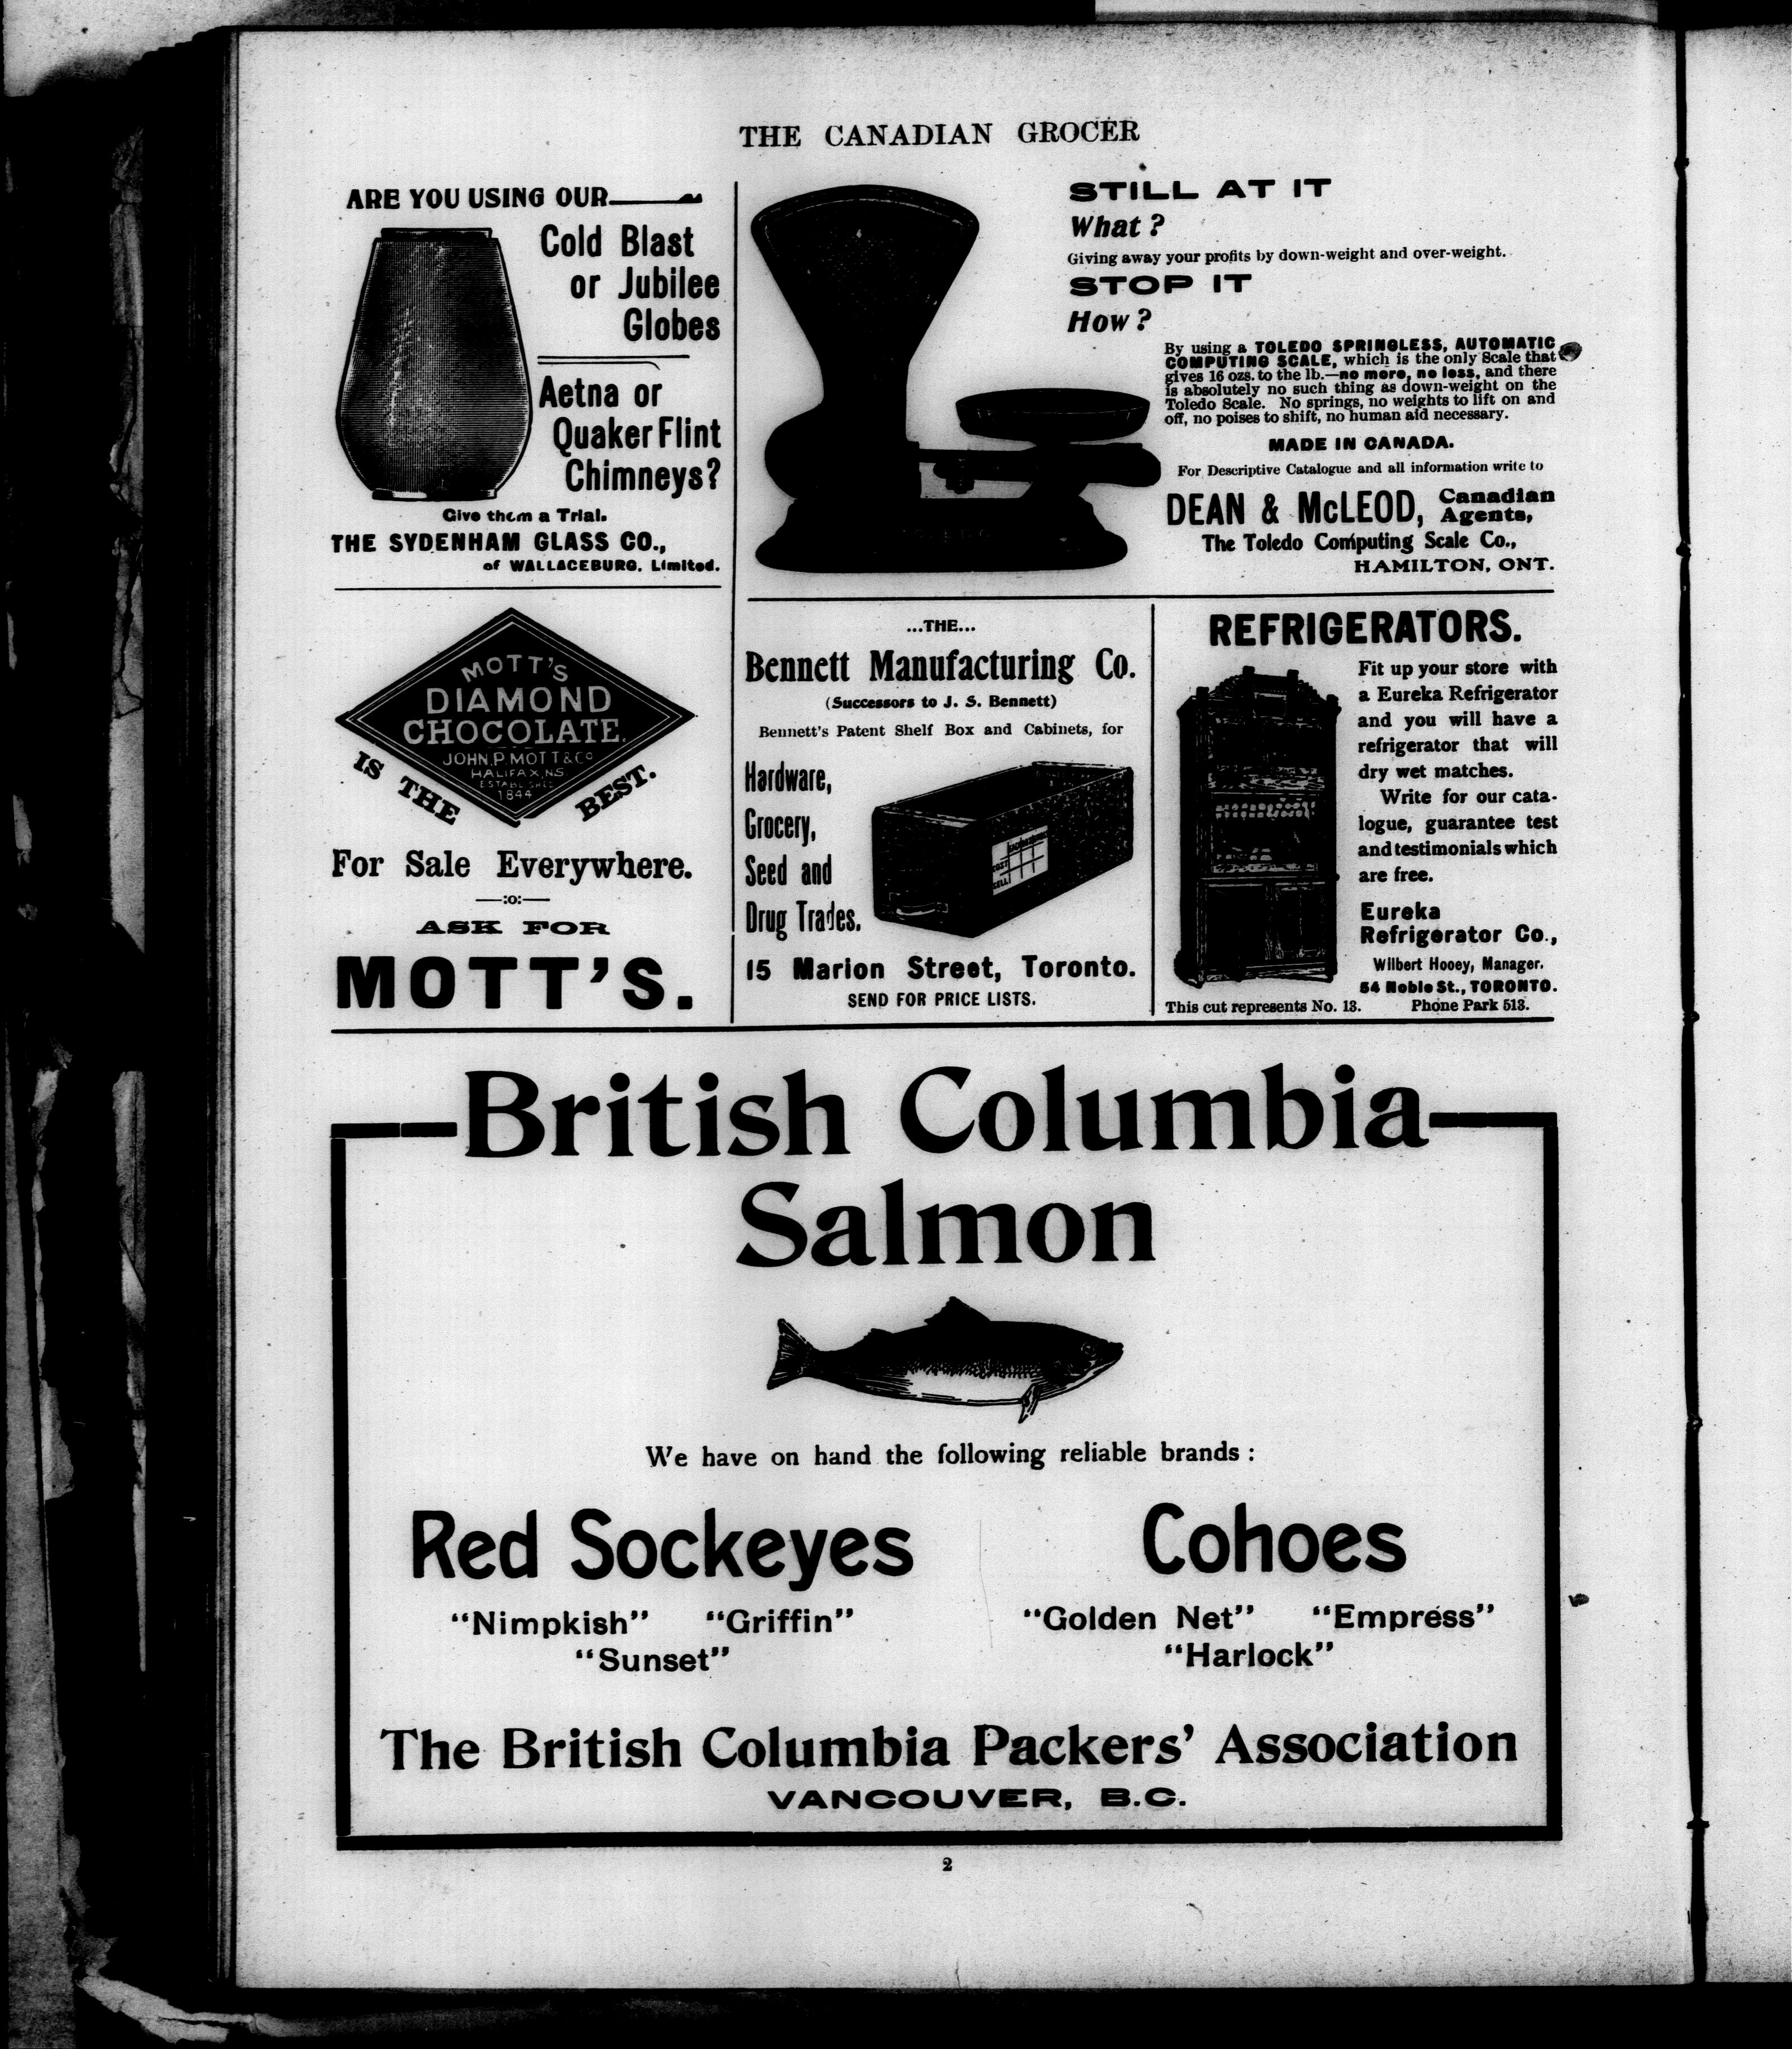 THE CANADIAN GROCER
ARE YOU USING OUR
Cold Blast
or Jubilee
Globes
Aetna or
Quaker Flint
Chimneys?
Give them a Trial.
THE SYDENHAM GLASS CO.,
of WALLACEBURG, Limited.
STILL AT IT
What?
Giving away your profits by down-weight and over-weight.
STOP IT
How?
By using a TOLEDO SPRINGLESS, AUTOMATIC
COMPUTING SCALE, which is the only Scale that
gives 16 ozs. to the lb.—no more, no less, and there
is absolutely no such thing as down-weight on the
Toledo Scale. No springs, no weights to lift on and
off, no poises to shift, no human aid necessary.
MADE IN CANADA.
For Descriptive Catalogue and all information write to
DEAN & McLEOD, Canadian
Agents,
The Toledo Computing Scale Co.,
HAMILTON, ONT.
MOTT'S
DIAMOND
CHOCOLATE.
JOHN P. MOTT & Co
HALIFAX, NS
ESTABLISHED
1844
IS THE BEST.
For Sale Everywhere.
—:o:—
ASK FOR
MOTT'S.
...THE...
Bennett Manufacturing Co.
(Successors to J. S. Bennett)
Bennett's Patent Shelf Box and Cabinets, for
Hardware,
Grocery,
Seed and
Drug Trades.
COST
SELL
15 Marion Street, Toronto.
SEND FOR PRICE LISTS.
REFRIGERATORS.
Fit up your store with
a Eureka Refrigerator
and you will have a
refrigerator that will
dry wet matches.
Write for our cata-
logue, guarantee test
and testimonials which
are free.
Eureka
Refrigerator Co.,
Wilbert Hooey, Manager.
54 Noble St., TORONTO.
This cut represents No. 13. Phone Park 513.
British Columbia
Salmon
We have on hand the following reliable brands:
Red Sockeyes
"Nimpkish" "Griffin"
"Sunset"
Cohoes
"Golden Net" "Empress"
"Harlock"
The British Columbia Packers' Association
VANCOUVER, B.C.
2